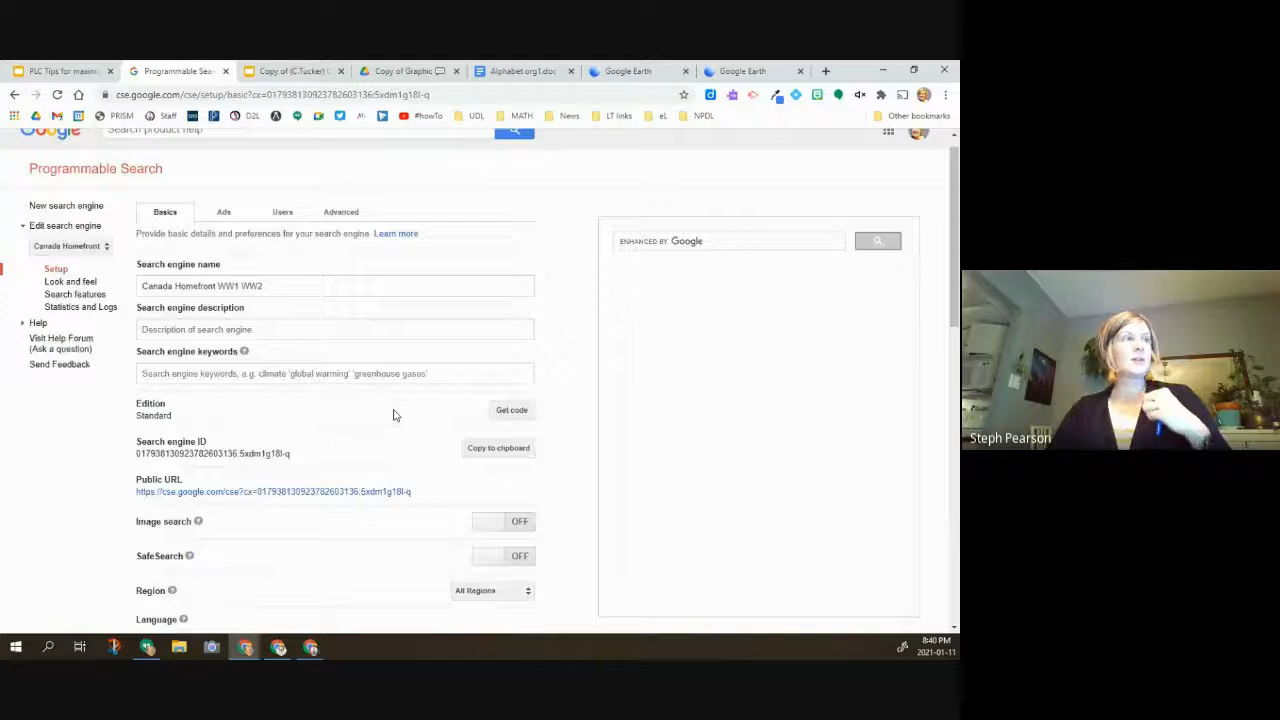 PLC Tips for maximi
Programmable Sear
Copy of (C.Tucker) C
Copy of Graphic
Alphabet org1.doc
Google Earth
Google Earth
cse.google.com/cse/setup/basic?cx=017938130923782603136:5xdm1g18l-q
PRISM
Staff
D2L
#howTo
UDL
MATH
News
LT links
eL
NPDL
Other bookmarks
Google
Search product help
Programmable Search
New search engine
Edit search engine
Canada Homefront
Setup
Look and feel
Search features
Statistics and Logs
Help
Visit Help Forum
(Ask a question)
Send Feedback
Basics
Ads
Users
Advanced
Provide basic details and preferences for your search engine. Learn more
Search engine name
Canada Homefront WW1 WW2
Search engine description
Description of search engine
Search engine keywords
Search engine keywords, e.g. climate 'global warming' 'greenhouse gases'
Edition
Standard
Get code
Search engine ID
017938130923782603136:5xdm1g18l-q
Copy to clipboard
Public URL
https://cse.google.com/cse?cx=017938130923782603136:5xdm1g18l-q
Image search
OFF
SafeSearch
OFF
Region
All Regions
Language
ENHANCED BY Google
8:40 PM
2021-01-11
Steph Pearson